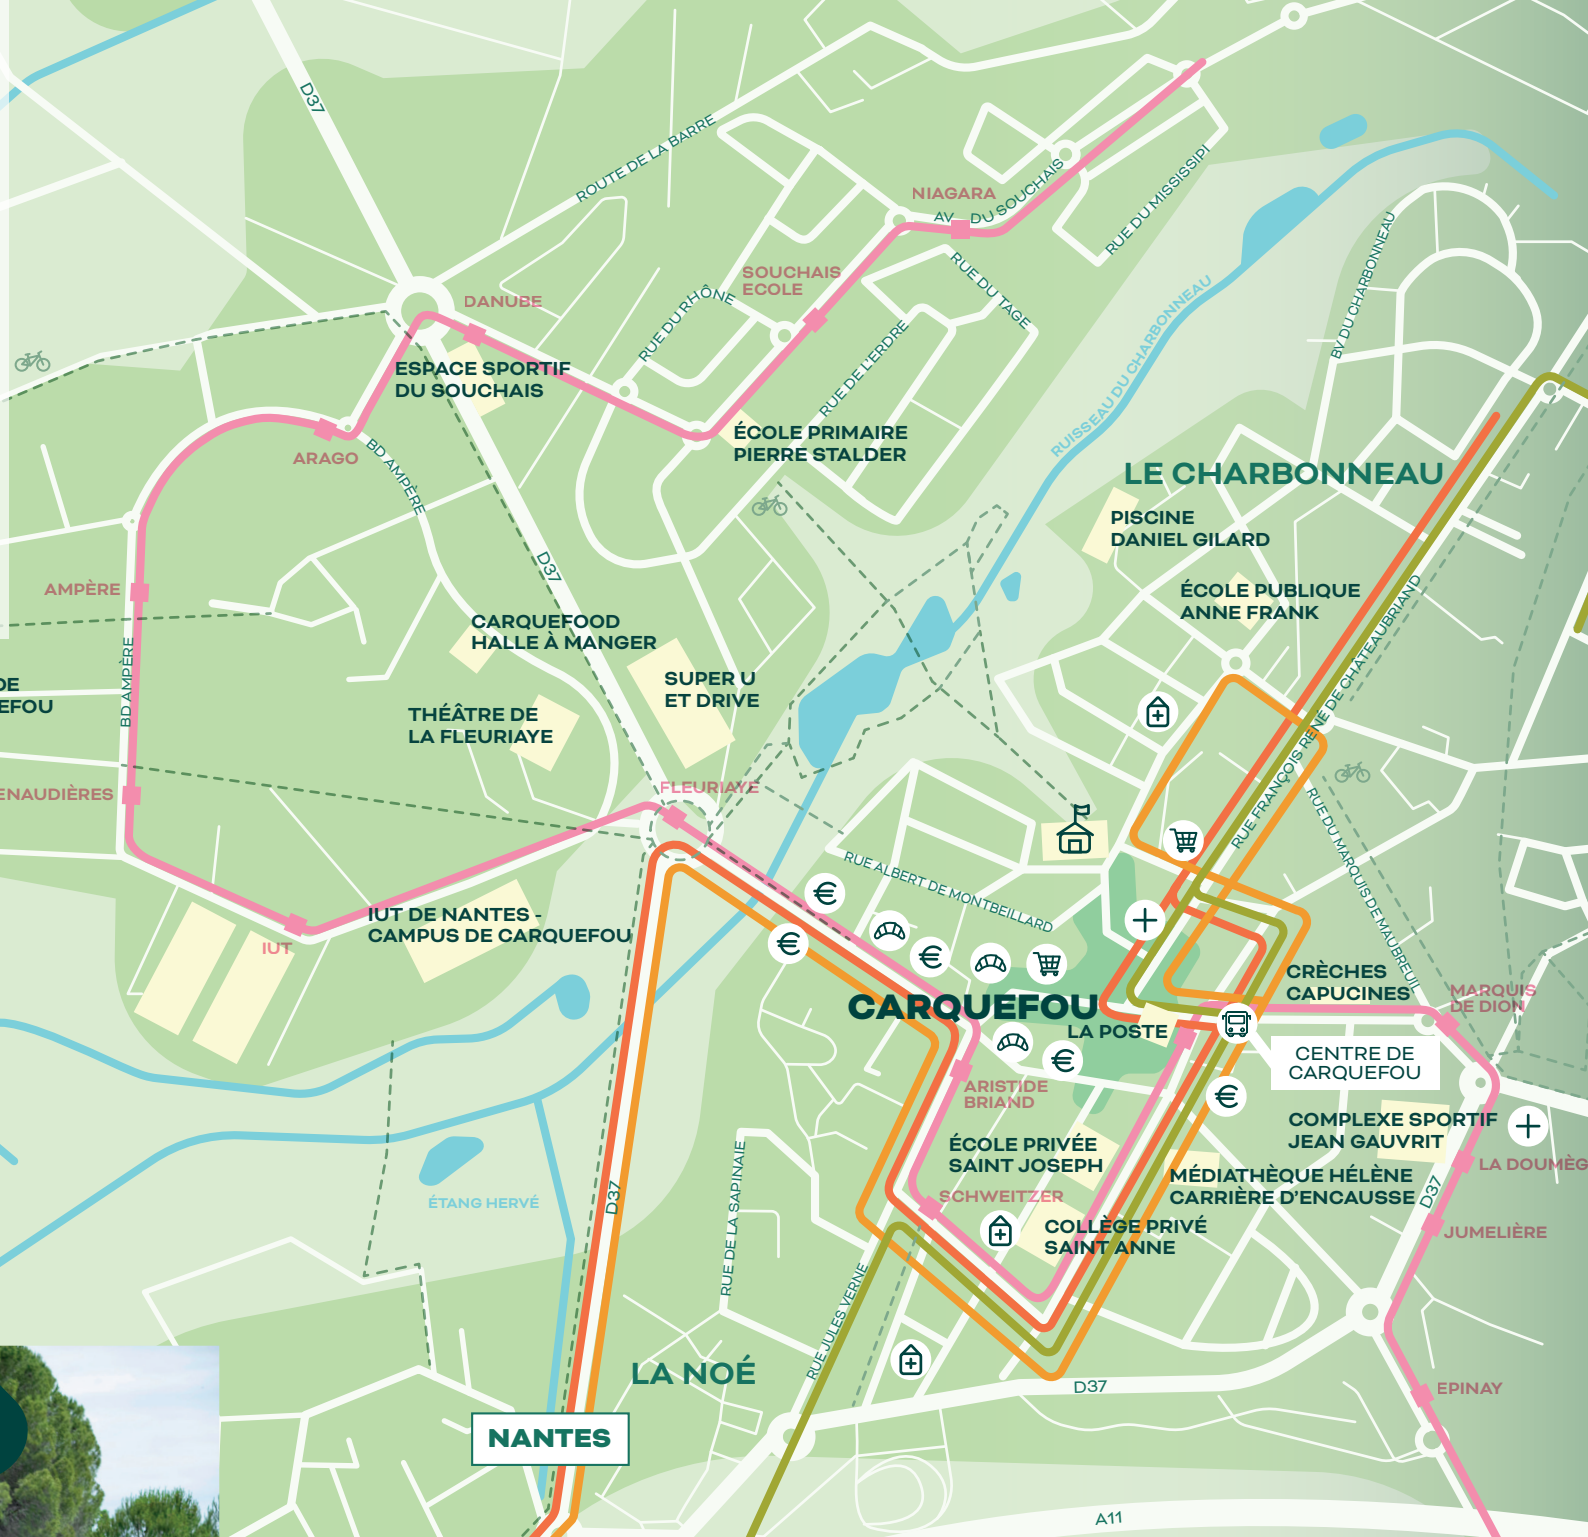 D37
ROUTE DE LA BARRE
NIAGARA
AV DU SOUCHAIS
RUE DU MISSISSIPI
SOUCHAIS
ECOLE
RUE DU TAGE
RUE DU RHÔNE
RUE DE L'ERDRE
RUISSEAU DU CHARBONNEAU
BV DU CHARBONNEAU
DANUBE
ESPACE SPORTIF
DU SOUCHAIS
ARAGO
BD AMPÈRE
ÉCOLE PRIMAIRE
PIERRE STALDER
LE CHARBONNEAU
PISCINE
DANIEL GILARD
D37
AMPÈRE
ÉCOLE PUBLIQUE
ANNE FRANK
CARQUEFOOD
HALLE À MANGER
BD AMPÈRE
DE
EFOU
SUPER U
ET DRIVE
THÉÂTRE DE
LA FLEURIAYE
RUE FRANÇOIS RENÉ DE CHÂTEAUBRIAND
FLEURIAYE
ENAUDIÈRES
RUE DU MARQUIS DE MAUBREUIL
RUE ALBERT DE MONTBEILLARD
IUT DE NANTES -
CAMPUS DE CARQUEFOU
IUT
CRÈCHES
CAPUCINES
MARQUIS
DE DION
CARQUEFOU
LA POSTE
CENTRE DE
CARQUEFOU
ARISTIDE
BRIAND
COMPLEXE SPORTIF
JEAN GAUVRIT
ÉCOLE PRIVÉE
SAINT JOSEPH
LA DOUMÈG
MÉDIATHÈQUE HÉLÈNE
CARRIÈRE D'ENCAUSSE
SCHWEITZER
D37
ÉTANG HERVÉ
D37
RUE DE LA SAPINAIE
COLLÈGE PRIVÉ
SAINT ANNE
JUMELIÈRE
RUE JULES VERNE
LA NOÉ
D37
EPINAY
NANTES
A11